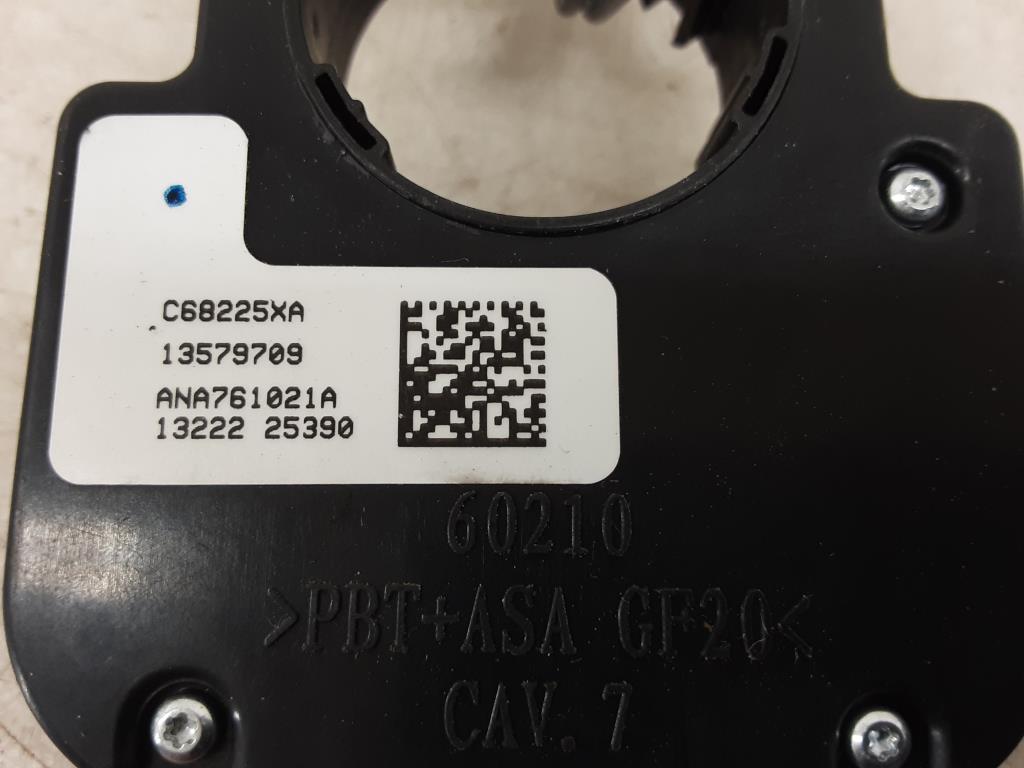 C68225XA
13579709
ANA761021A
13222 25390
60210
>PBT+ASA GF20<
CAV. 7